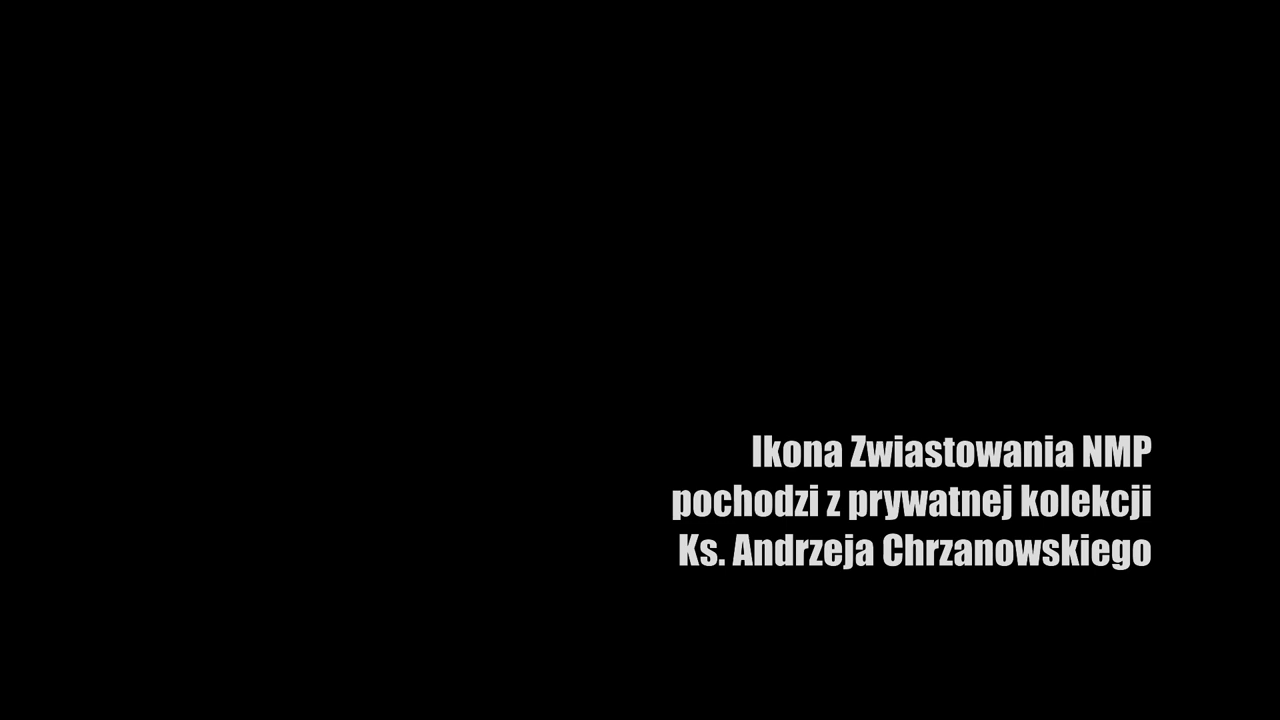 Ikona Zwiastowania NMP
pochodzi z prywatnej kolekcji
Ks. Andrzeja Chrzanowskiego